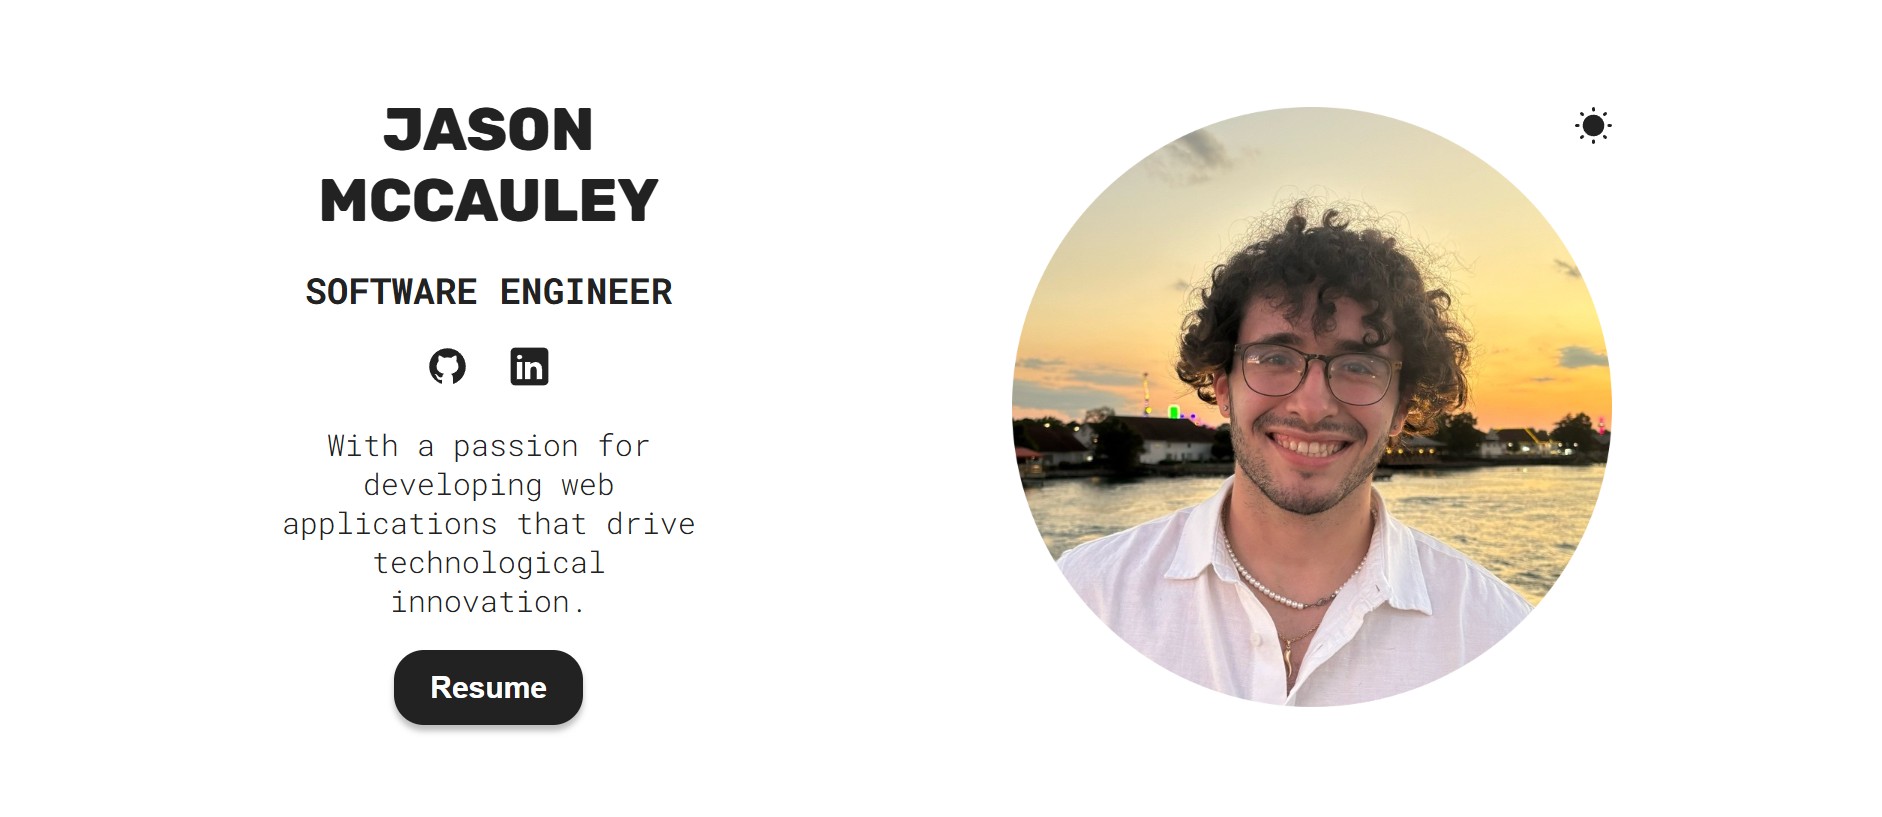 JASON
MCCAULEY
SOFTWARE ENGINEER
in
With a passion for
developing web
applications that drive
technological
innovation.
Resume